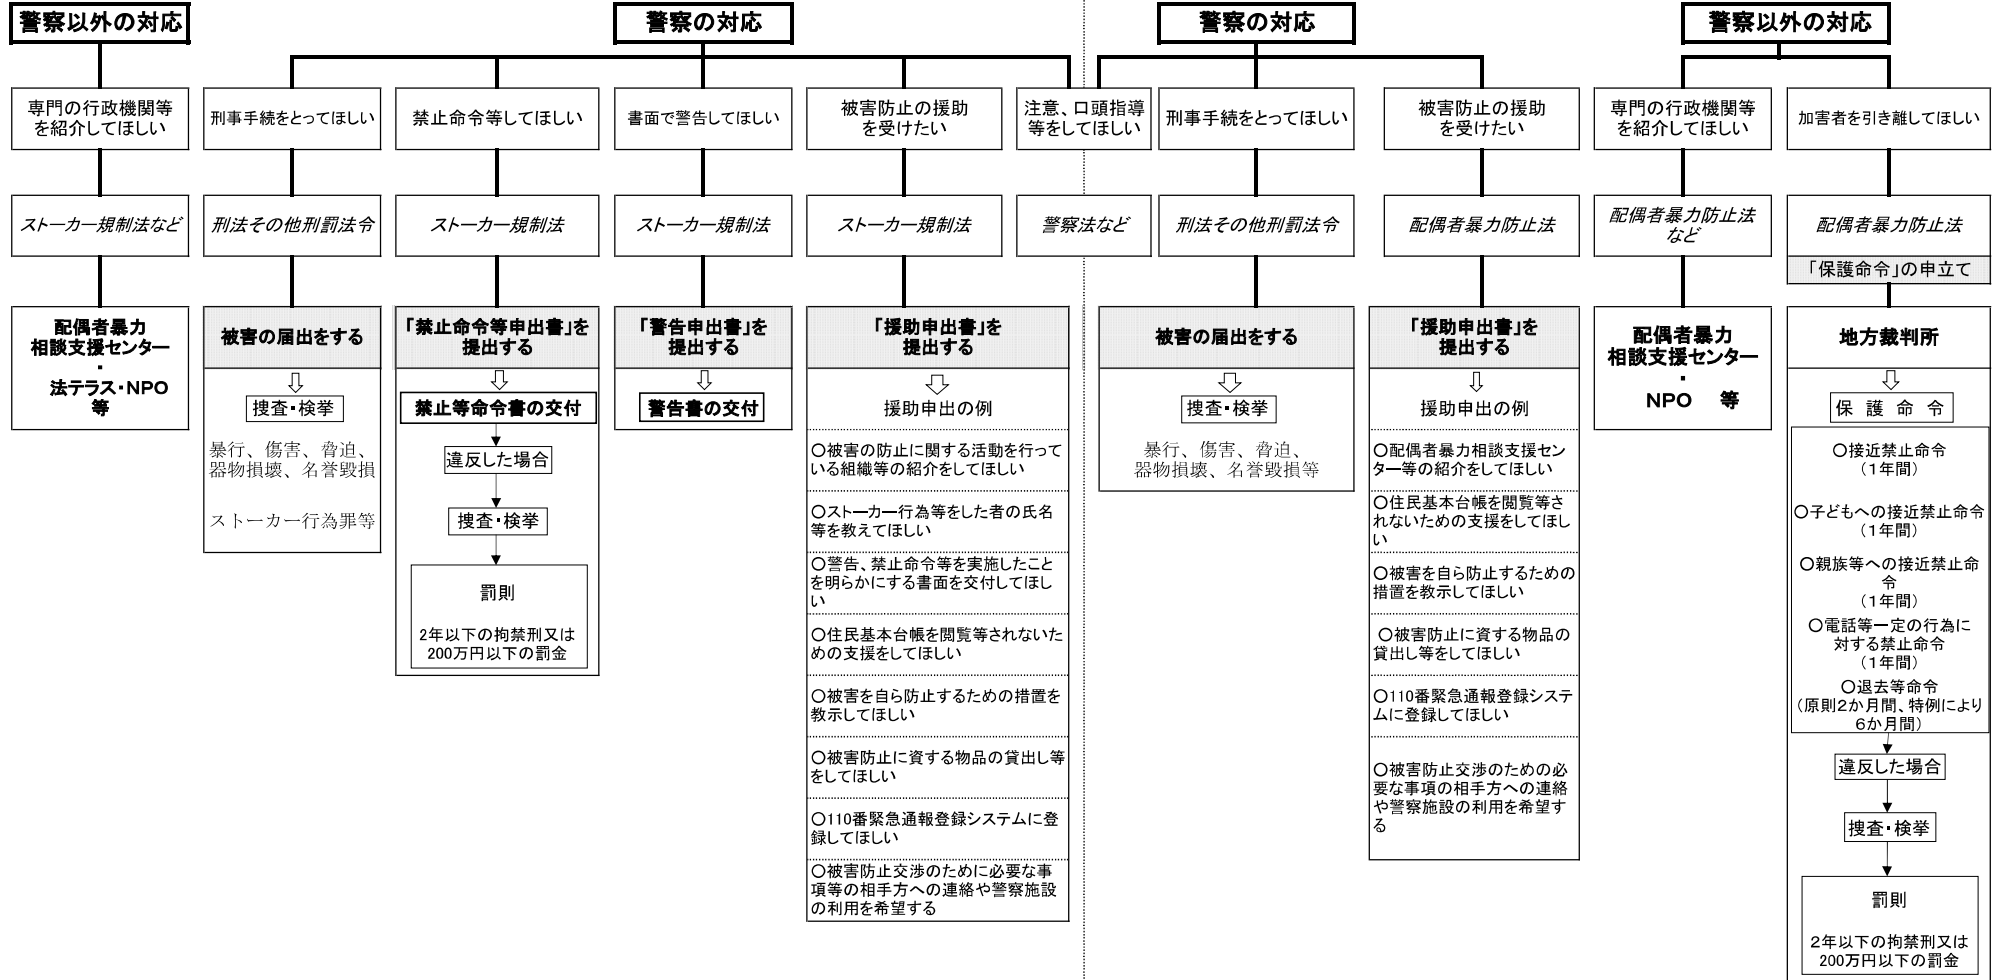 警察以外の対応
警察の対応
警察の対応
警察以外の対応
専門の行政機関等
を紹介してほしい
刑事手続をとってほしい
禁止命令等してほしい
書面で警告してほしい
被害防止の援助
を受けたい
注意、口頭指導
等をしてほしい
刑事手続をとってほしい
被害防止の援助
を受けたい
専門の行政機関等
を紹介してほしい
加害者を引き離してほしい
ストーカー規制法など
刑法その他刑罰法令
ストーカー規制法
ストーカー規制法
ストーカー規制法
警察法など
刑法その他刑罰法令
配偶者暴力防止法
配偶者暴力防止法
など
配偶者暴力防止法
「保護命令」の申立て
配偶者暴力
相談支援センター
・
法テラス・NPO
等
被害の届出をする
捜査・検挙
暴行、傷害、脅迫、
器物損壊、名誉毀損
ストーカー行為罪等
「禁止命令等申出書」を
提出する
禁止等命令書の交付
違反した場合
捜査・検挙
罰則
2年以下の拘禁刑又は
200万円以下の罰金
「警告申出書」を
提出する
警告書の交付
「援助申出書」を
提出する
援助申出の例
○被害の防止に関する活動を行って
いる組織等の紹介をしてほしい
○ストーカー行為等をした者の氏名
等を教えてほしい
○警告、禁止命令等を実施したこと
を明らかにする書面を交付してほし
い
○住民基本台帳を閲覧等されないた
めの支援をしてほしい
○被害を自ら防止するための措置を
教示してほしい
○被害防止に資する物品の貸出し等
をしてほしい
○110番緊急通報登録システムに登
録してほしい
○被害防止交渉のために必要な事
項等の相手方への連絡や警察施設
の利用を希望する
被害の届出をする
捜査・検挙
暴行、傷害、脅迫、
器物損壊、名誉毀損等
「援助申出書」を
提出する
援助申出の例
○配偶者暴力相談支援セン
ター等の紹介をしてほしい
○住民基本台帳を閲覧等さ
れないための支援をしてほし
い
○被害を自ら防止するための
措置を教示してほしい
○被害防止に資する物品の
貸出し等をしてほしい
○110番緊急通報登録システ
ムに登録してほしい
○被害防止交渉のための必
要な事項の相手方への連絡
や警察施設の利用を希望す
る
配偶者暴力
相談支援センター
・
NPO 等
地方裁判所
保 護 命 令
○接近禁止命令
（1年間）
○子どもへの接近禁止命令
（1年間）
○親族等への接近禁止命
令
（1年間）
○電話等一定の行為に
対する禁止命令
（1年間）
○退去等命令
（原則2か月間、特例により
6か月間）
違反した場合
捜査・検挙
罰則
2年以下の拘禁刑又は
200万円以下の罰金